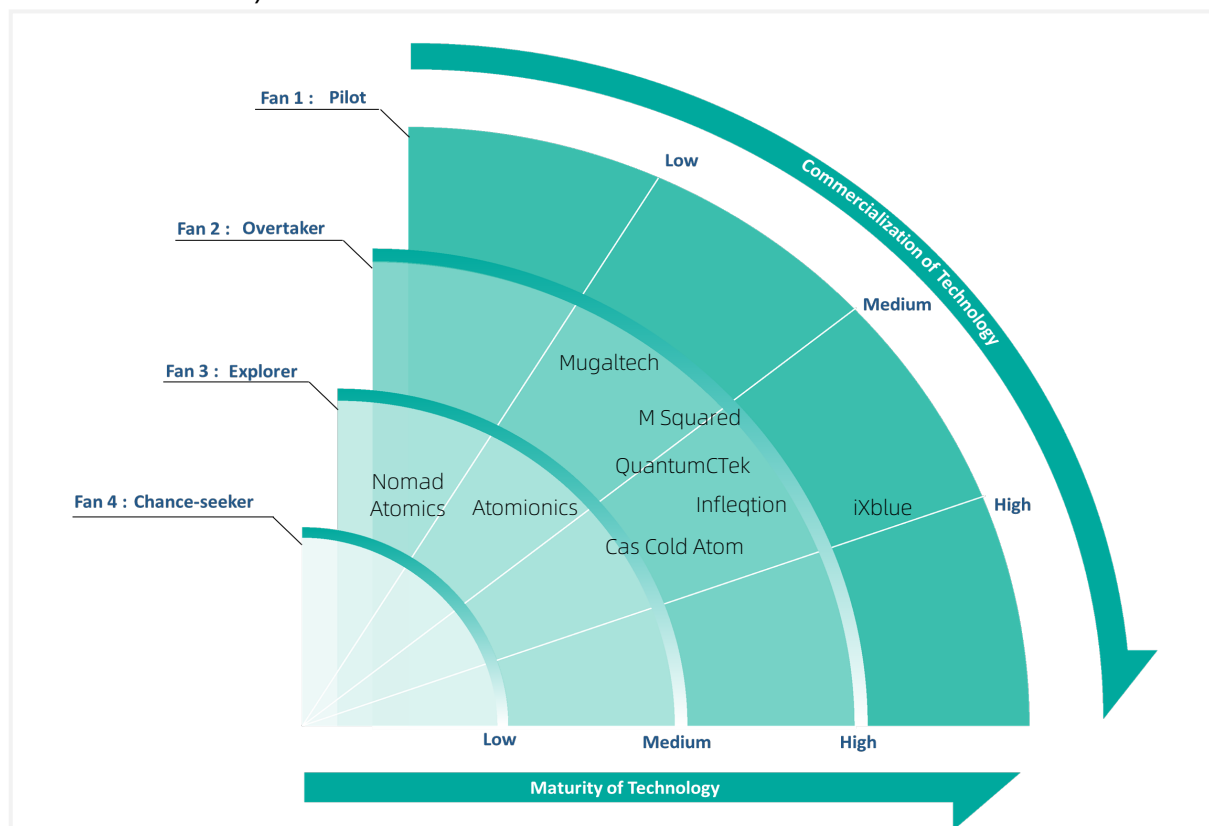 Fan 1 : Pilot
Low
Commercialization of Technology
Fan 2 : Overtaker
Medium
Mugaltech
Fan 3 : Explorer
M Squared
QuantumCTek
Nomad
Atomics
Atomionics
Infleqtion
iXblue
High
Fan 4 : Chance-seeker
Cas Cold Atom
Low
Medium
High
Maturity of Technology